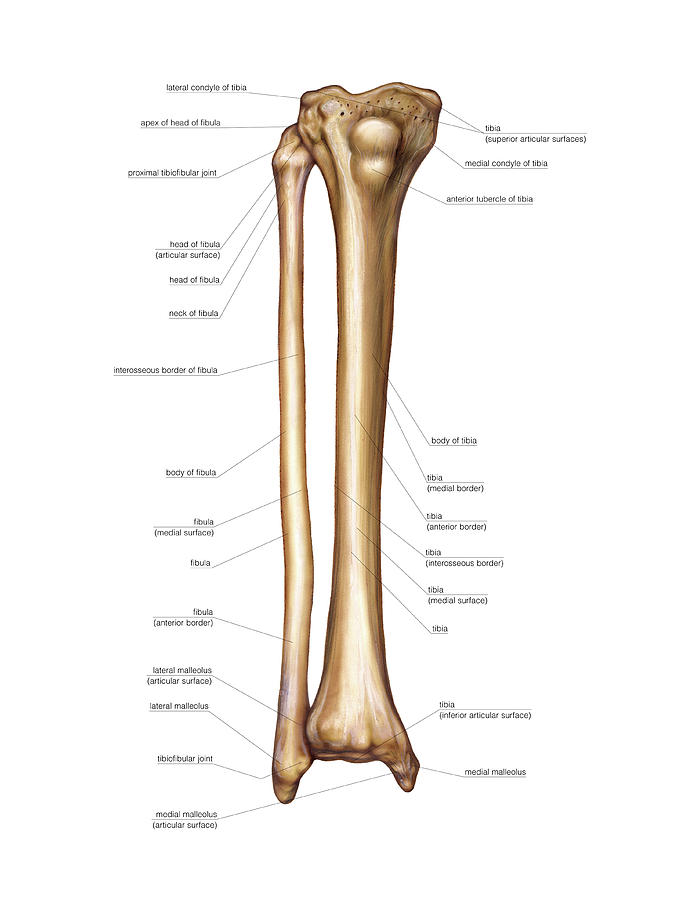 lateral condyle of tibia
apex of head of fibula
proximal tibiofibular joint
head of fibula
(articular surface)
head of fibula
neck of fibula
interosseous border of fibula
body of fibula
fibula
(medial surface)
fibula
fibula
(anterior border)
lateral malleolus
(articular surface)
lateral malleolus
tibiofibular joint
medial malleolus
(articular surface)
tibia
(superior articular surfaces)
medial condyle of tibia
anterior tubercle of tibia
body of tibia
tibia
(medial border)
tibia
(anterior border)
tibia
(interosseous border)
tibia
(medial surface)
tibia
tibia
(inferior articular surface)
medial malleolus